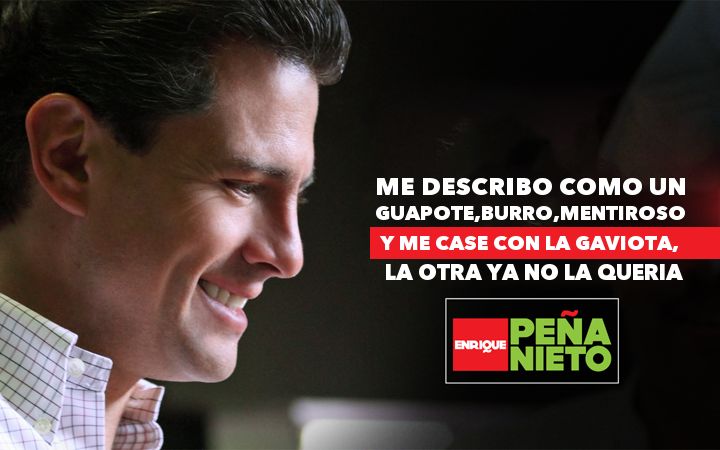 ME DESCRIBO COMO UN
GUAPOTE,BURRO,MENTIROSO
Y ME CASE CON LA GAVIOTA,
LA OTRA YA NO LA QUERIA
ENRIQUE
PEÑA
NIETO